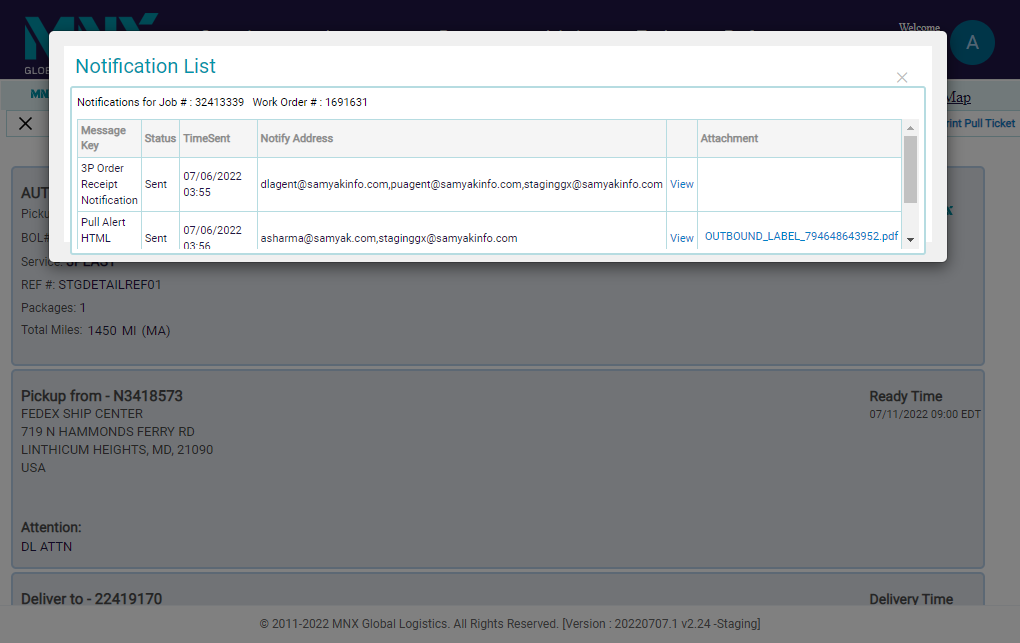 MNX
GLOB
Welcome
A
Notification List
MN
Map
Notifications for Job # : 32413339 Work Order # : 1691631
rint Pull Ticket
Message Key Status TimeSent Notify Address Attachment
3P Order Receipt Notification Sent 07/06/2022 03:55 dlagent@samyakinfo.com,puagent@samyakinfo.com,staginggx@samyakinfo.com View
Pull Alert HTML Sent 07/06/2022 03:56 asharma@samyak.com,staginggx@samyakinfo.com View OUTBOUND_LABEL_794648643952.pdf
AUT
Picku
BOL#
Service:
REF #: STGDETAILREF01
Packages: 1
Total Miles: 1450 MI (MA)
Pickup from - N3418573
FEDEX SHIP CENTER
719 N HAMMONDS FERRY RD
LINTHICUM HEIGHTS, MD, 21090
USA
Ready Time
07/11/2022 09:00 EDT
Attention:
DL ATTN
Deliver to - 22419170
Delivery Time
© 2011-2022 MNX Global Logistics. All Rights Reserved. [Version : 20220707.1 v2.24 -Staging]